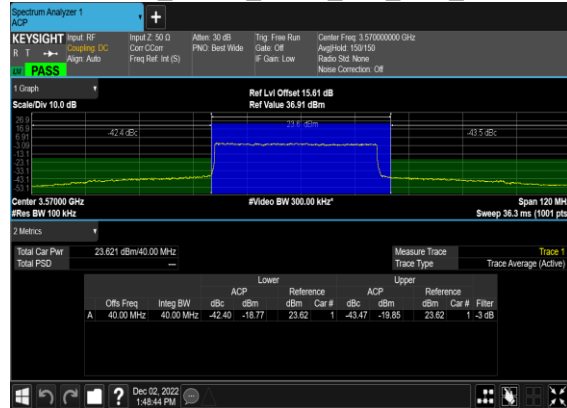 Spectrum Analyzer 1
ACP
+
KEYSIGHT Input: RF Input Z: 50 Ω Atten: 30 dB Trig: Free Run Center Freq: 3.570000000 GHz
R T Coupling: DC Corr CCorr PNO: Best Wide Gate: Off Avg|Hold: 150/150
Align: Auto Freq Ref: Int (S) IF Gain: Low Radio Std: None
Noise Correction: Off
PASS
1 Graph
Ref Lvl Offset 15.61 dB
Scale/Div 10.0 dB Ref Value 36.91 dBm
26.9
16.9
6.91
-3.09
-13.1
-23.1
-33.1
-43.1
-53.1
-42.4 dBc
23.6 dBm
-43.5 dBc
Center 3.57000 GHz #Video BW 300.00 kHz* Span 120 MH
#Res BW 100 kHz Sweep 36.3 ms (1001 pts
2 Metrics
Total Car Pwr 23.621 dBm/40.00 MHz Measure Trace Trace 1
Total PSD --- Trace Type Trace Average (Active)
Lower Upper
ACP Reference ACP Reference
Offs Freq Integ BW dBc dBm dBm Car # dBc dBm dBm Car # Filter
A 40.00 MHz 40.00 MHz -42.40 -18.77 23.62 1 -43.47 -19.85 23.62 1 -3 dB
?
Dec 02, 2022
1:48:44 PM